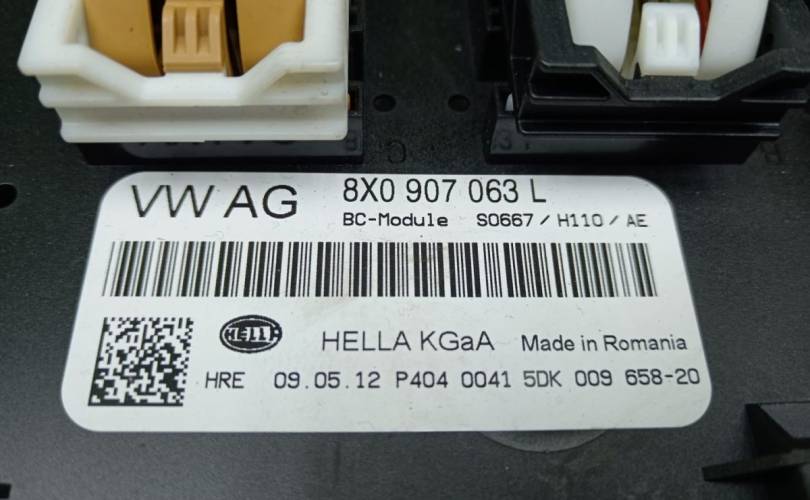 VW AG
8X0 907 063 L
BC-Module S0667 / H110 / AE
HELLA
HELLA KGaA Made in Romania
HRE 09.05.12 P404 0041 5DK 009 658-20